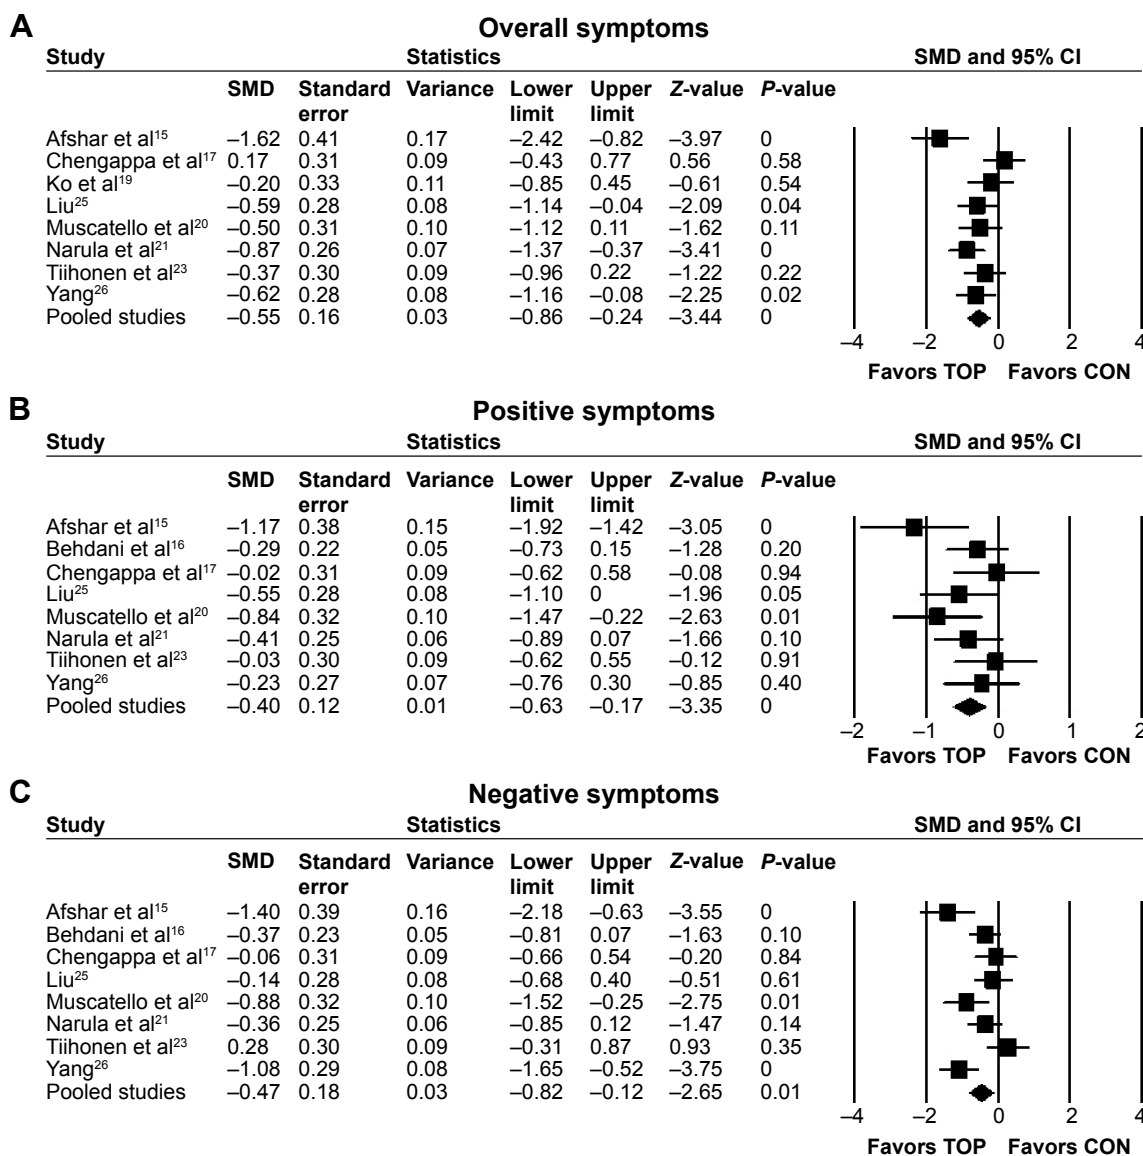 A
Overall symptoms
Study Statistics SMD and 95% CI
SMD Standard error Variance Lower limit Upper limit Z-value P-value
Afshar et al15 –1.62 0.41 0.17 –2.42 –0.82 –3.97 0
Chengappa et al17 0.17 0.31 0.09 –0.43 0.77 0.56 0.58
Ko et al19 –0.20 0.33 0.11 –0.85 0.45 –0.61 0.54
Liu25 –0.59 0.28 0.08 –1.14 –0.04 –2.09 0.04
Muscatello et al20 –0.50 0.31 0.10 –1.12 0.11 –1.62 0.11
Narula et al21 –0.87 0.26 0.07 –1.37 –0.37 –3.41 0
Tiihonen et al23 –0.37 0.30 0.09 –0.96 0.22 –1.22 0.22
Yang26 –0.62 0.28 0.08 –1.16 –0.08 –2.25 0.02
Pooled studies –0.55 0.16 0.03 –0.86 –0.24 –3.44 0
–4 –2 0 2 4
Favors TOP Favors CON
B
Positive symptoms
Study Statistics SMD and 95% CI
SMD Standard error Variance Lower limit Upper limit Z-value P-value
Afshar et al15 –1.17 0.38 0.15 –1.92 –1.42 –3.05 0
Behdani et al16 –0.29 0.22 0.05 –0.73 0.15 –1.28 0.20
Chengappa et al17 –0.02 0.31 0.09 –0.62 0.58 –0.08 0.94
Liu25 –0.55 0.28 0.08 –1.10 0 –1.96 0.05
Muscatello et al20 –0.84 0.32 0.10 –1.47 –0.22 –2.63 0.01
Narula et al21 –0.41 0.25 0.06 –0.89 0.07 –1.66 0.10
Tiihonen et al23 –0.03 0.30 0.09 –0.62 0.55 –0.12 0.91
Yang26 –0.23 0.27 0.07 –0.76 0.30 –0.85 0.40
Pooled studies –0.40 0.12 0.01 –0.63 –0.17 –3.35 0
–2 –1 0 1 2
Favors TOP Favors CON
C
Negative symptoms
Study Statistics SMD and 95% CI
SMD Standard error Variance Lower limit Upper limit Z-value P-value
Afshar et al15 –1.40 0.39 0.16 –2.18 –0.63 –3.55 0
Behdani et al16 –0.37 0.23 0.05 –0.81 0.07 –1.63 0.10
Chengappa et al17 –0.06 0.31 0.09 –0.66 0.54 –0.20 0.84
Liu25 –0.14 0.28 0.08 –0.68 0.40 –0.51 0.61
Muscatello et al20 –0.88 0.32 0.10 –1.52 –0.25 –2.75 0.01
Narula et al21 –0.36 0.25 0.06 –0.85 0.12 –1.47 0.14
Tiihonen et al23 0.28 0.30 0.09 –0.31 0.87 0.93 0.35
Yang26 –1.08 0.29 0.08 –1.65 –0.52 –3.75 0
Pooled studies –0.47 0.18 0.03 –0.82 –0.12 –2.65 0.01
–4 –2 0 2 4
Favors TOP Favors CON